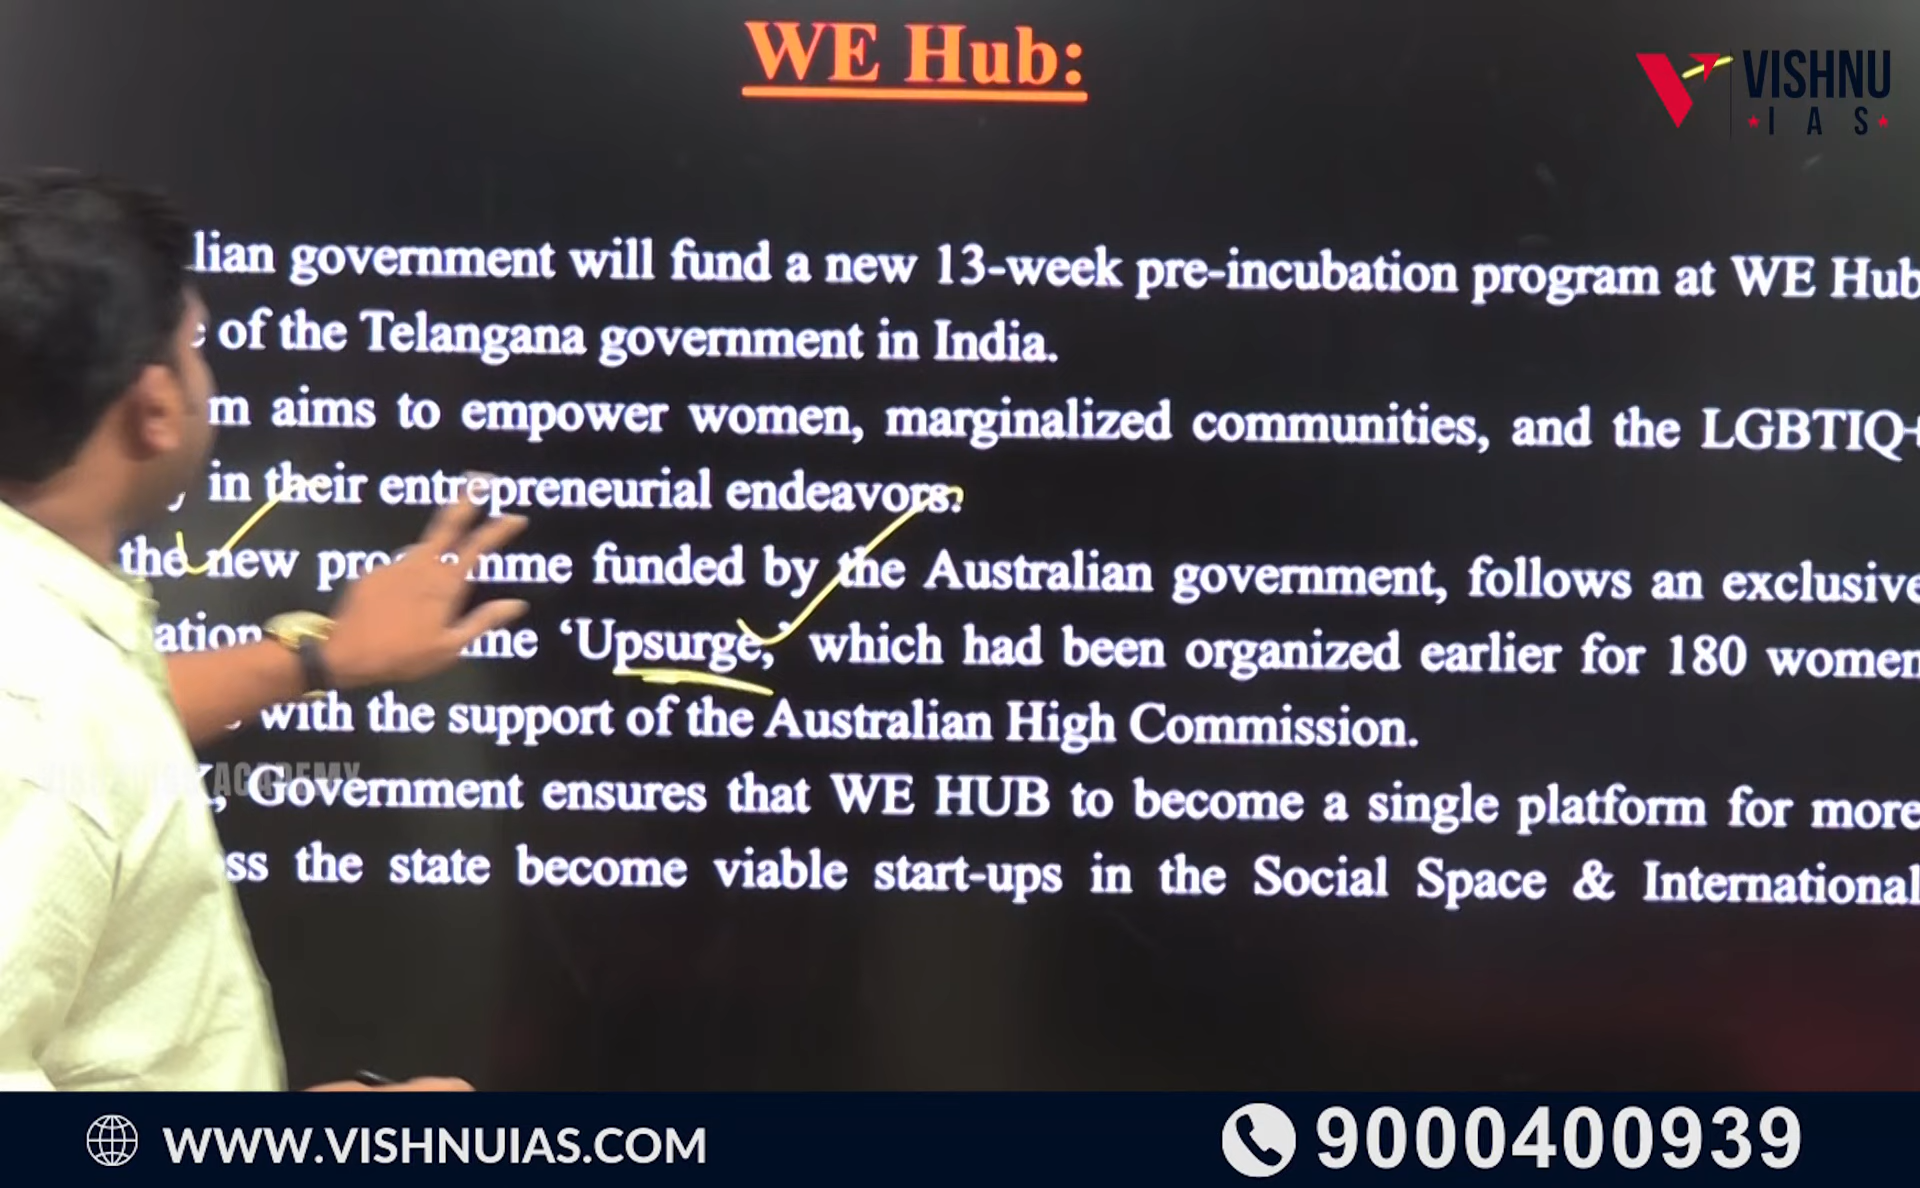 WE Hub:
VISHNU
IAS
lian government will fund a new 13-week pre-incubation program at WE Hub
of the Telangana government in India.
aims to empower women, marginalized communities, and the LGBTIQ+
in their entrepreneurial endeavors.
the new programme funded by the Australian government, follows an exclusive
'Upsurge,' which had been organized earlier for 180 women
with the support of the Australian High Commission.
Government ensures that WE HUB to become a single platform for more
ss the state become viable start-ups in the Social Space & International
ACADEMY
WWW.VISHNUIAS.COM
9000400939